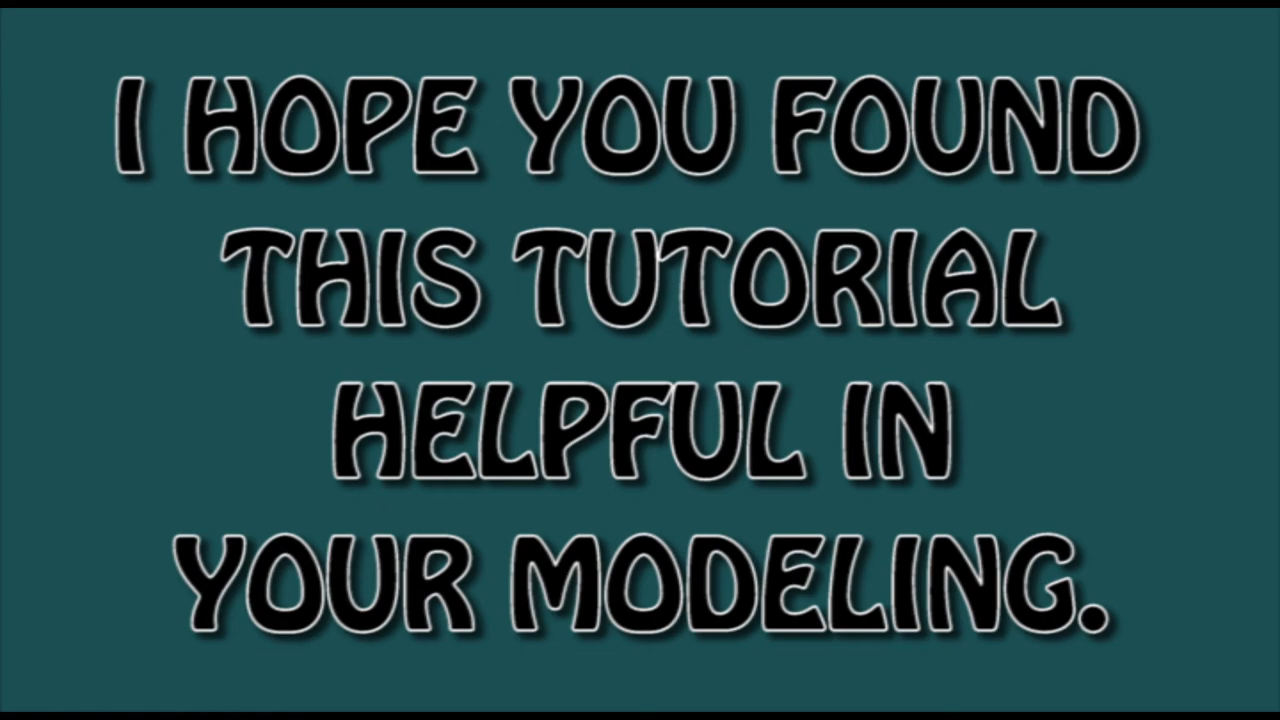 I HOPE YOU FOUND
THIS TUTORIAL
HELPFUL IN
YOUR MODELING.